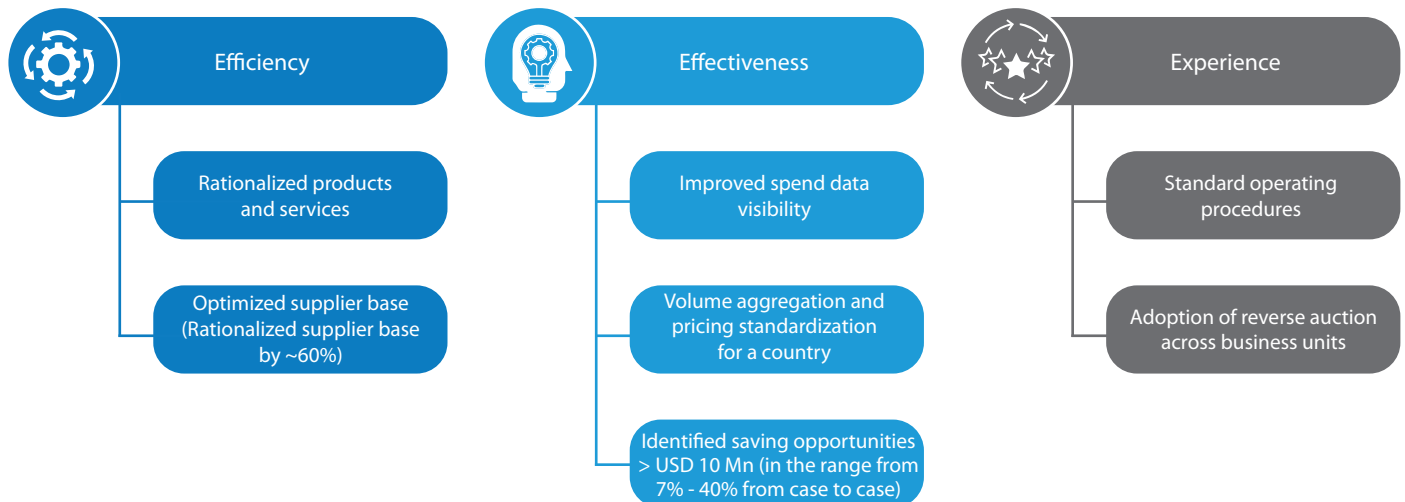 Efficiency
Rationalized products
and services
Optimized supplier base
(Rationalized supplier base
by ~60%)
Effectiveness
Improved spend data
visibility
Volume aggregation and
pricing standardization
for a country
Identified saving opportunities
> USD 10 Mn (in the range from
7% - 40% from case to case)
Experience
Standard operating
procedures
Adoption of reverse auction
across business units